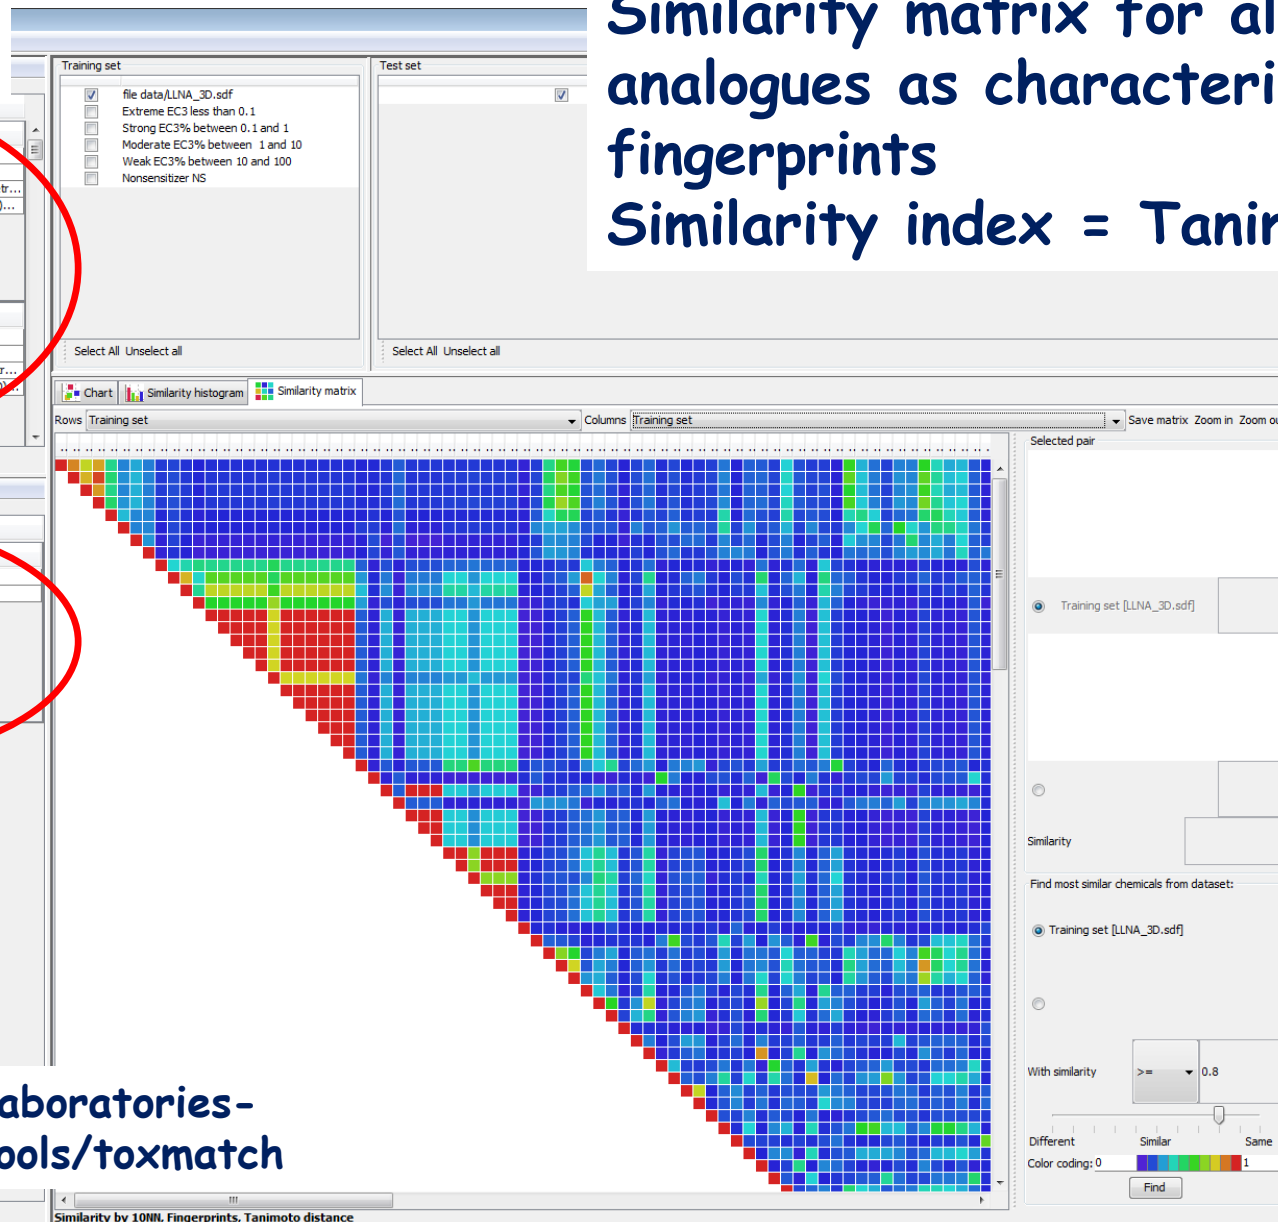 Similarity matrix for al
analogues as characteri
fingerprints
Similarity index = Tanin
Training set
file data/LLNA_3D.sdf
Extreme EC3 less than 0.1
Strong EC3% between 0.1 and 1
Moderate EC3% between 1 and 10
Weak EC3% between 10 and 100
Nonsensitizer NS
Select All Unselect all
Test set
Select All Unselect all
Chart Similarity histogram Similarity matrix
Rows Training set Columns Training set Save matrix Zoom in Zoom ou
Selected pair
Training set [LLNA_3D.sdf]
Similarity
Find most similar chemicals from dataset:
Training set [LLNA_3D.sdf]
With similarity >= 0.8
Different Similar Same
Color coding: 0 1
Find
aboratories-
ools/toxmatch
Similarity by 10NN, Fingerprints, Tanimoto distance